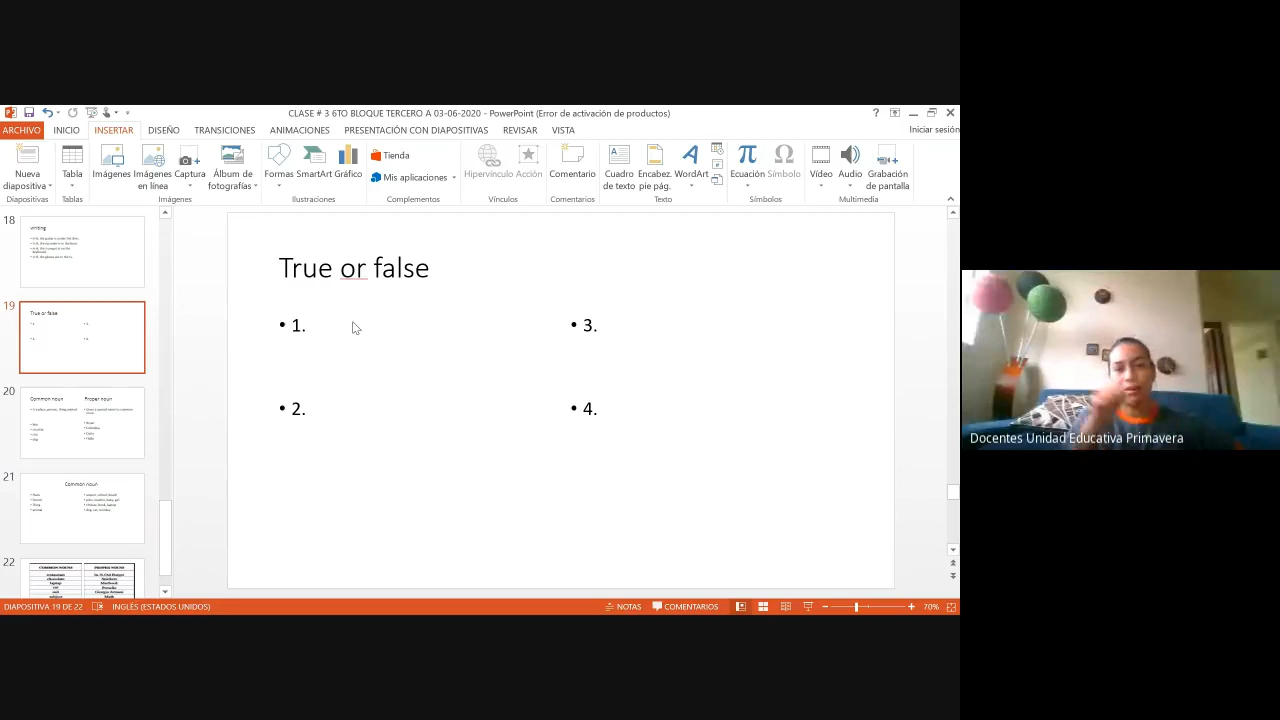 CLASE # 3 6TO BLOQUE TERCERO A 03-06-2020 - PowerPoint (Error de activación de productos)
ARCHIVO INICIO INSERTAR DISEÑO TRANSICIONES ANIMACIONES PRESENTACIÓN CON DIAPOSITIVAS REVISAR VISTA Iniciar sesión
Nueva diapositiva
Tabla
Imágenes
Imágenes en línea
Captura
Álbum de fotografías
Formas
SmartArt
Gráfico
Tienda
Mis aplicaciones
Hipervínculo
Acción
Comentario
Cuadro de texto
Encabez. pie pág.
WordArt
Ecuación
Símbolo
Vídeo
Audio
Grabación de pantalla
Diapositivas Tablas Imágenes Ilustraciones Complementos Vínculos Comentarios Texto Símbolos Multimedia
18
writing
19
True or false
20
Common noun Proper noun
21
Common noun
22
COMMON NOUNS PROPER NOUNS
True or false
• 1.
• 2.
• 3.
• 4.
Docentes Unidad Educativa Primavera
DIAPOSITIVA 19 DE 22 INGLÉS (ESTADOS UNIDOS) NOTAS COMENTARIOS 70%